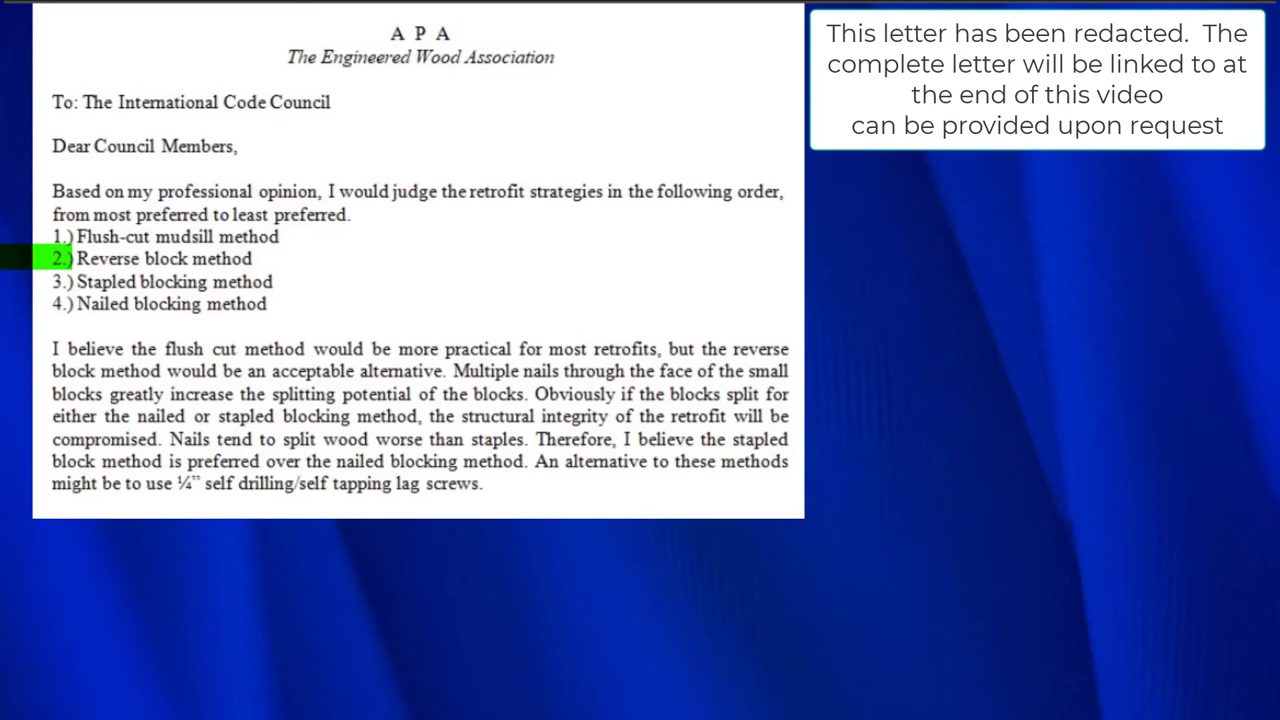 A P A
The Engineered Wood Association
To: The International Code Council
Dear Council Members,
Based on my professional opinion, I would judge the retrofit strategies in the following order,
from most preferred to least preferred.
1.) Flush-cut mudsill method
2.) Reverse block method
3.) Stapled blocking method
4.) Nailed blocking method
I believe the flush cut method would be more practical for most retrofits, but the reverse
block method would be an acceptable alternative. Multiple nails through the face of the small
blocks greatly increase the splitting potential of the blocks. Obviously if the blocks split for
either the nailed or stapled blocking method, the structural integrity of the retrofit will be
compromised. Nails tend to split wood worse than staples. Therefore, I believe the stapled
block method is preferred over the nailed blocking method. An alternative to these methods
might be to use ¼” self drilling/self tapping lag screws.
This letter has been redacted. The
complete letter will be linked to at
the end of this video
can be provided upon request